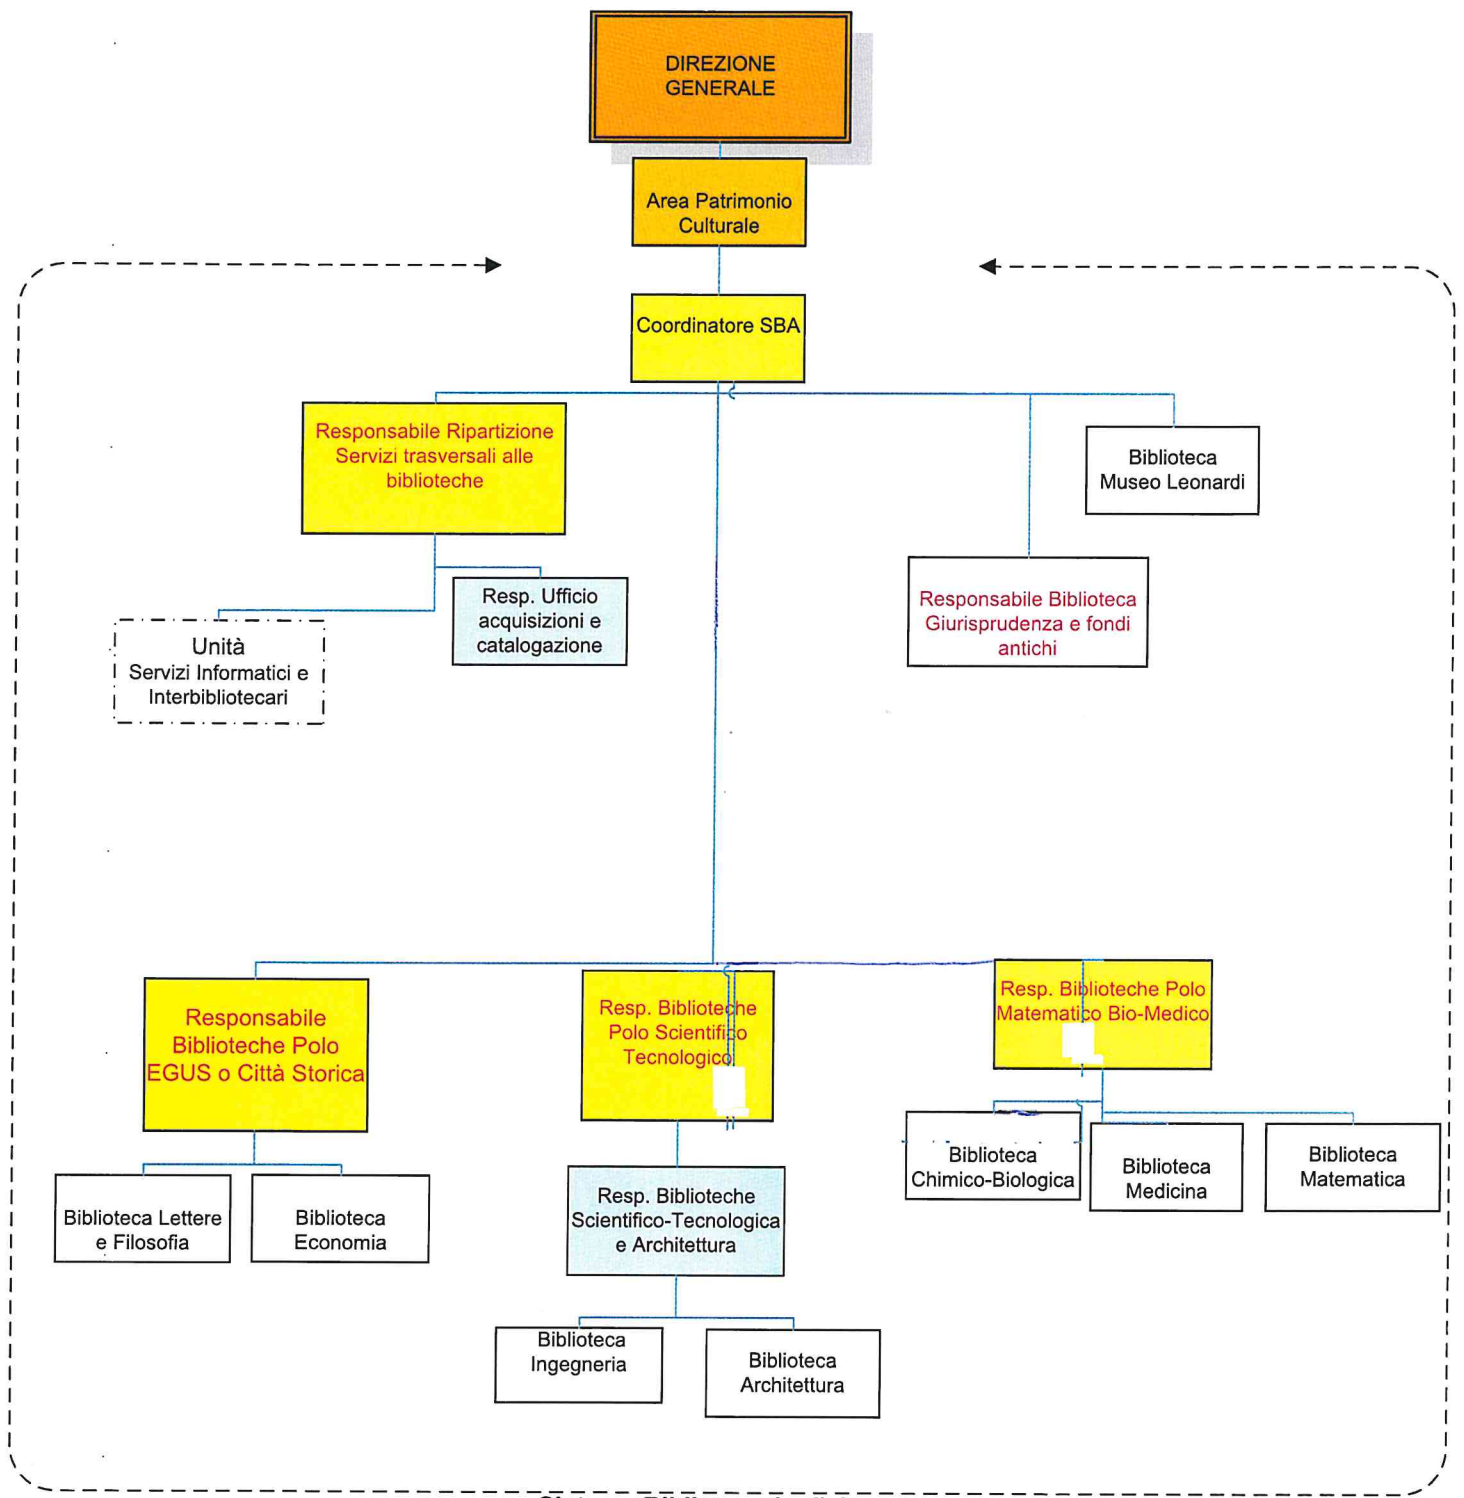 DIREZIONE
GENERALE
Area Patrimonio
Culturale
Coordinatore SBA
Responsabile Ripartizione
Servizi trasversali alle
biblioteche
Biblioteca
Museo Leonardi
Resp. Ufficio
acquisizioni e
catalogazione
Responsabile Biblioteca
Giurisprudenza e fondi
antichi
Unità
Servizi Informatici e
Interbibliotecari
Responsabile
Biblioteche Polo
EGUS o Città Storica
Resp. Biblioteche
Polo Scientifico
Tecnologico
Resp. Biblioteche Polo
Matematico Bio-Medico
Biblioteca Lettere
e Filosofia
Biblioteca
Economia
Resp. Biblioteche
Scientifico-Tecnologica
e Architettura
Biblioteca
Chimico-Biologica
Biblioteca
Medicina
Biblioteca
Matematica
Biblioteca
Ingegneria
Biblioteca
Architettura